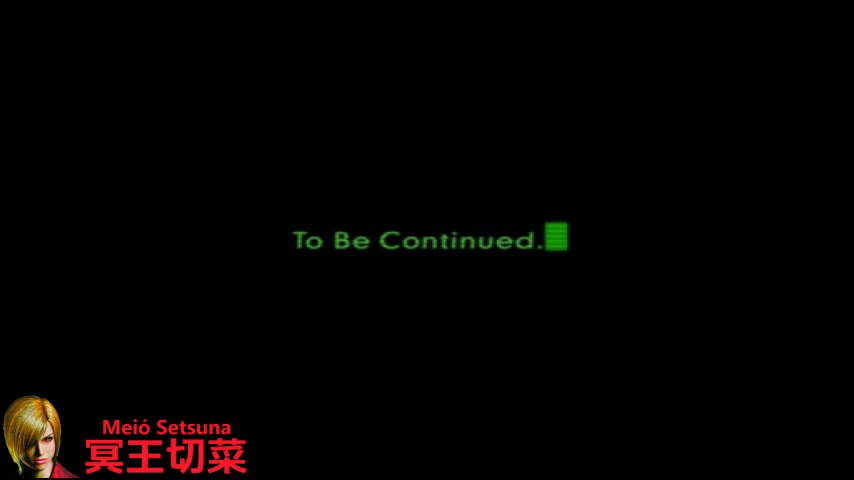 To Be Continued.
Meió Setsuna
冥王切菜